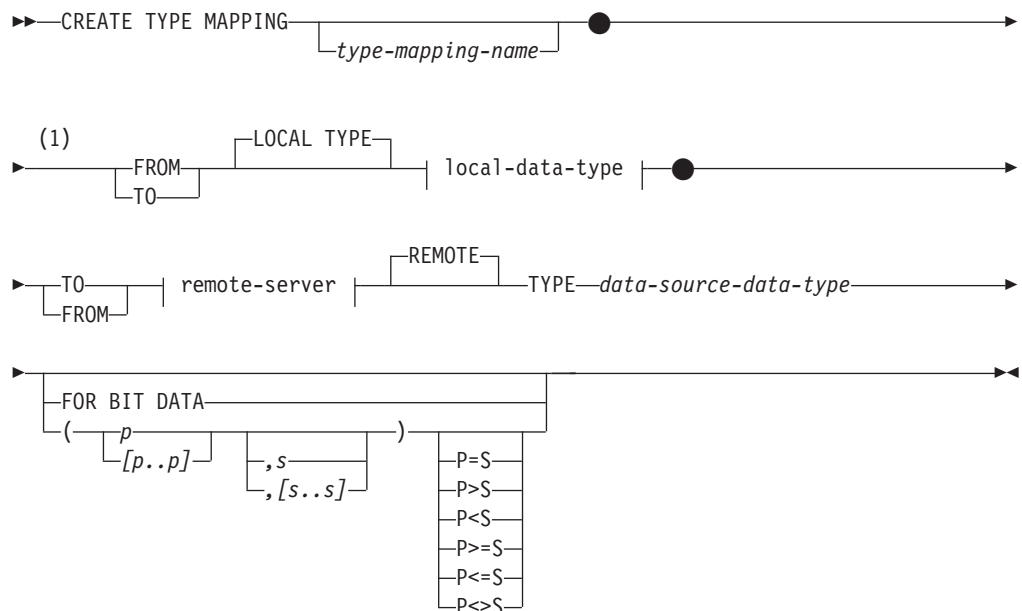 CREATE TYPE MAPPING
type-mapping-name
(1)
LOCAL TYPE
FROM
TO
local-data-type
REMOTE
TO
FROM
remote-server
TYPE data-source-data-type
FOR BIT DATA
( p )
[p..p]
,s
,[s..s]
P=S
P>S
P<S
P>=S
P<=S
P<>S